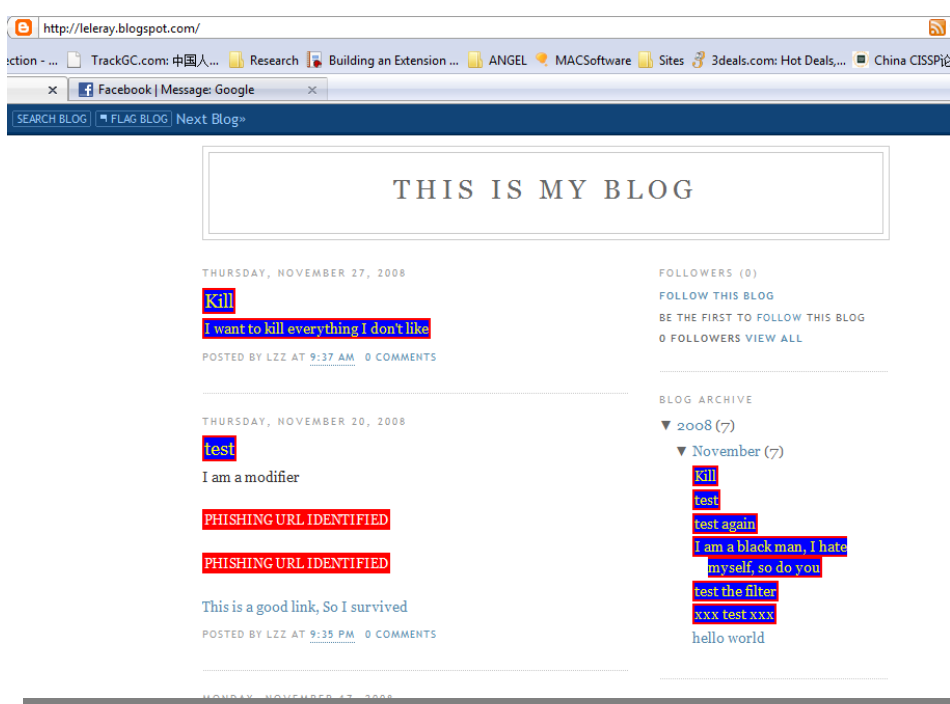 http://leleray.blogspot.com/
ection - ... TrackGC.com: 中国人... Research Building an Extension ... ANGEL MACSoftware Sites 3deals.com: Hot Deals,... China CISSP论
Facebook | Message: Google
SEARCH BLOG FLAG BLOG Next Blog»
THIS IS MY BLOG
THURSDAY, NOVEMBER 27, 2008
Kill
I want to kill everything I don't like
POSTED BY LZZ AT 9:37 AM 0 COMMENTS
THURSDAY, NOVEMBER 20, 2008
test
I am a modifier
PHISHING URL IDENTIFIED
PHISHING URL IDENTIFIED
This is a good link, So I survived
POSTED BY LZZ AT 9:35 PM 0 COMMENTS
MONDAY, NOVEMBER 17, 2008
FOLLOWERS (0)
FOLLOW THIS BLOG
BE THE FIRST TO FOLLOW THIS BLOG
0 FOLLOWERS VIEW ALL
BLOG ARCHIVE
▼ 2008 (7)
▼ November (7)
Kill
test
test again
I am a black man, I hate
myself, so do you
test the filter
xxx test xxx
hello world